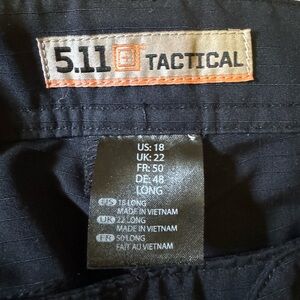 5.11 TACTICAL
US: 18
UK: 22
FR: 50
DE: 48
LONG
US 18 LONG
MADE IN VIETNAM
UK 22 LONG
MADE IN VIETNAM
FR 50 LONG
FAIT AU VIETNAM